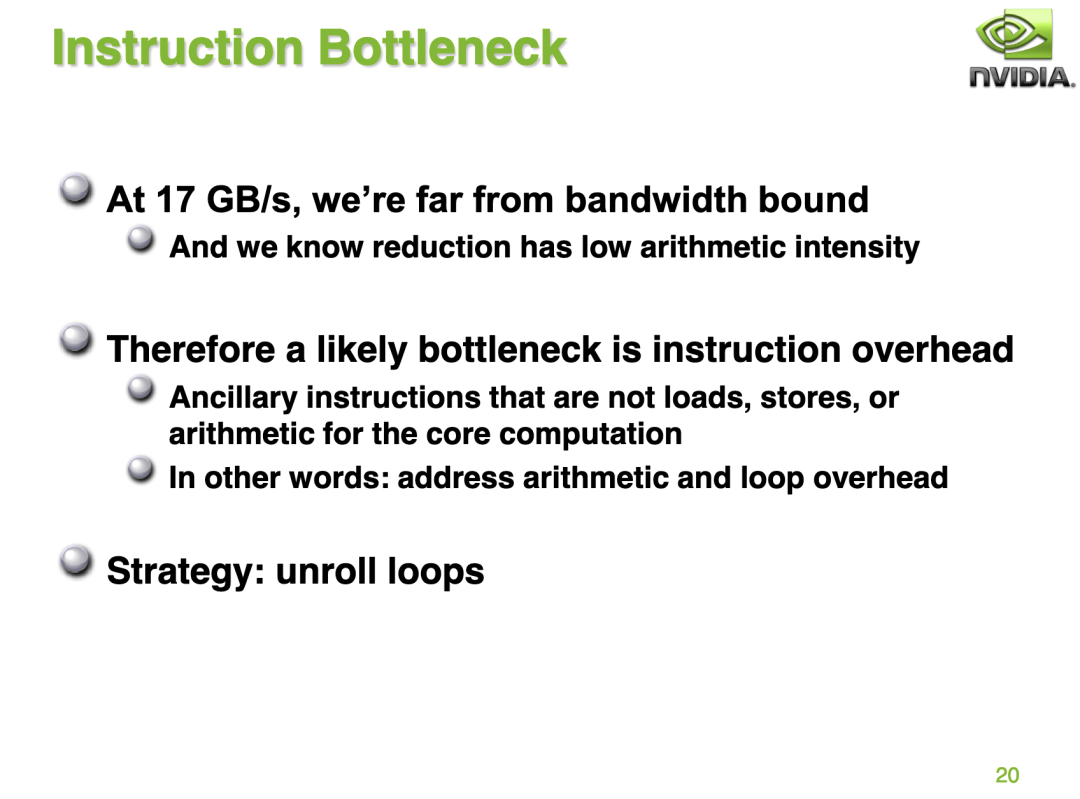 Instruction Bottleneck
NVIDIA.
At 17 GB/s, we’re far from bandwidth bound
And we know reduction has low arithmetic intensity
Therefore a likely bottleneck is instruction overhead
Ancillary instructions that are not loads, stores, or
arithmetic for the core computation
In other words: address arithmetic and loop overhead
Strategy: unroll loops
20